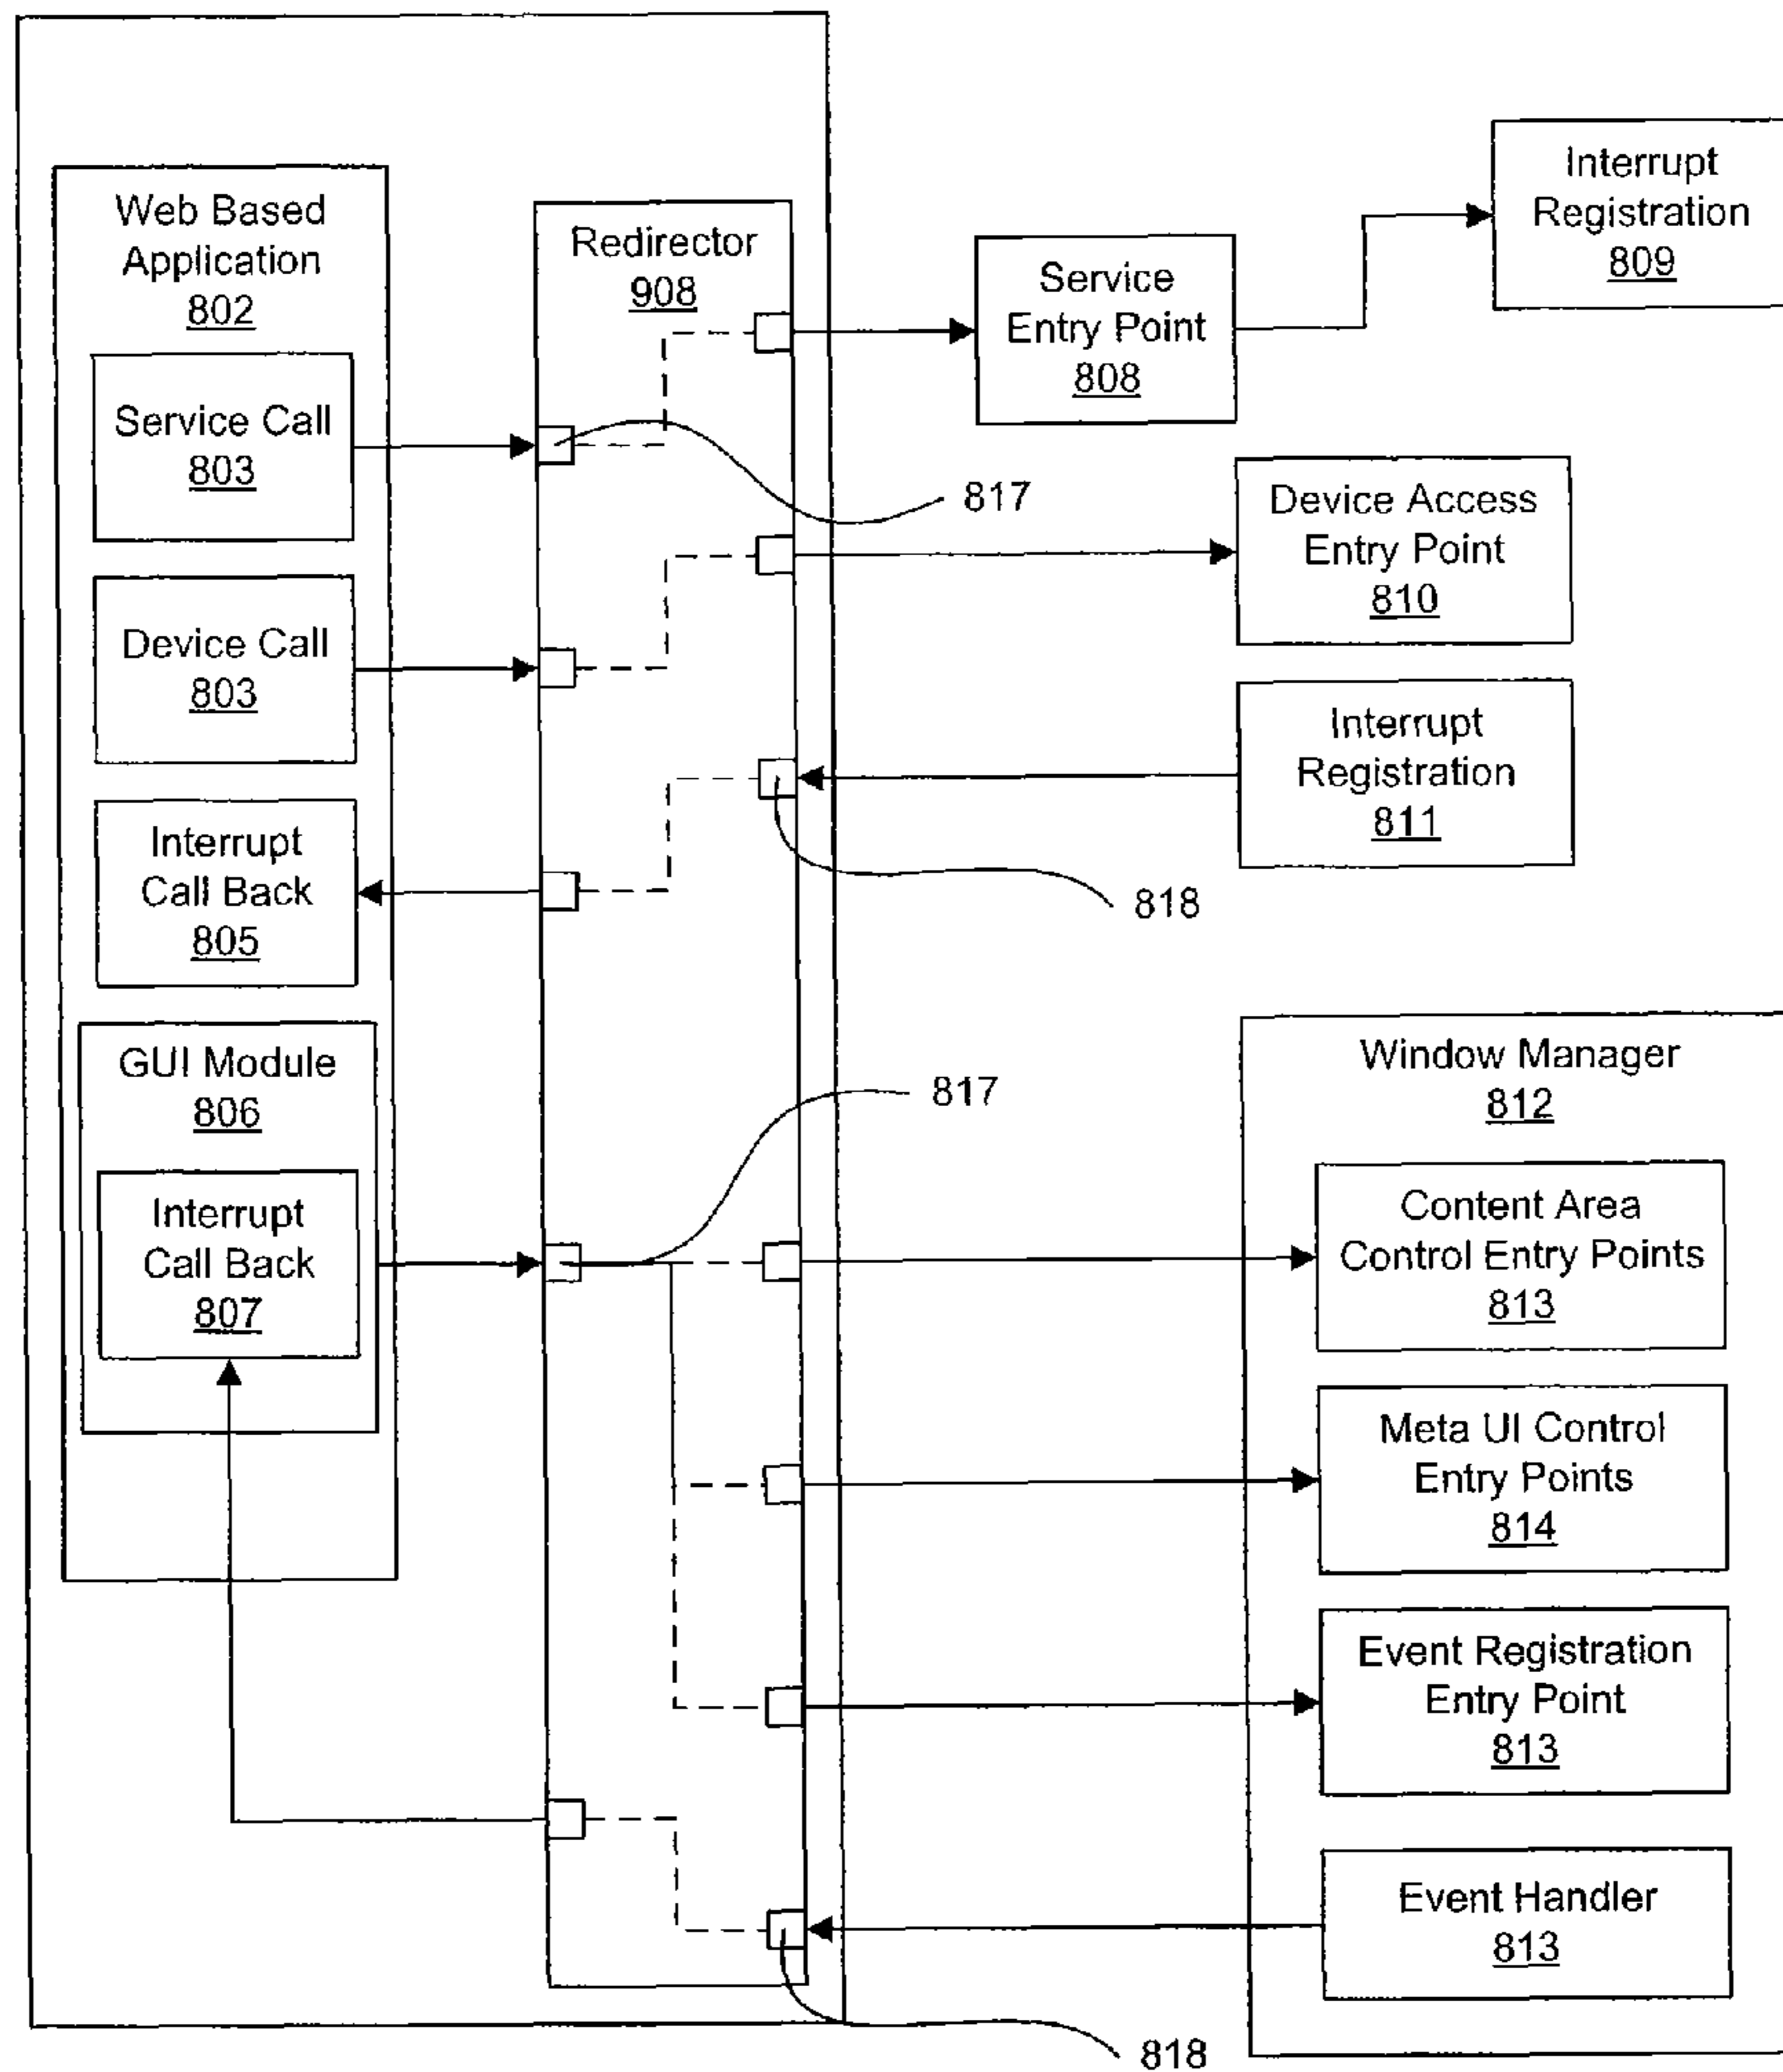 Web Based
Application
802
Service Call
803
Device Call
803
Interrupt
Call Back
805
GUI Module
806
Interrupt
Call Back
807
Redirector
908
Service
Entry Point
808
Interrupt
Registration
809
817
Device Access
Entry Point
810
Interrupt
Registration
811
818
817
Window Manager
812
Content Area
Control Entry Points
813
Meta UI Control
Entry Points
814
Event Registration
Entry Point
813
Event Handler
813
818